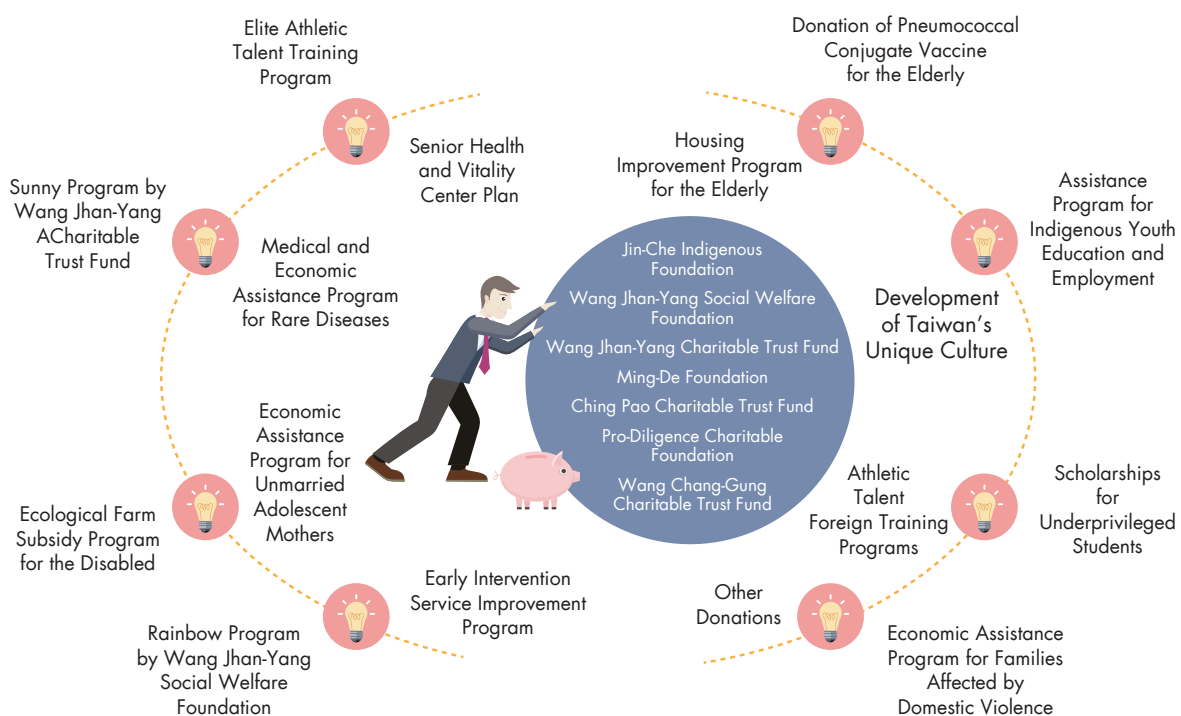 Elite Athletic
Talent Training
Program
Senior Health
and Vitality
Center Plan
Sunny Program by
Wang Jhan-Yang
ACharitable
Trust Fund
Medical and
Economic
Assistance Program
for Rare Diseases
Economic
Assistance
Program for
Unmarried
Adolescent
Mothers
Ecological Farm
Subsidy Program
for the Disabled
Early Intervention
Service Improvement
Program
Rainbow Program
by Wang Jhan-Yang
Social Welfare
Foundation
Jin-Che Indigenous
Foundation
Wang Jhan-Yang Social Welfare
Foundation
Wang Jhan-Yang Charitable Trust Fund
Ming-De Foundation
Ching Pao Charitable Trust Fund
Pro-Diligence Charitable
Foundation
Wang Chang-Gung
Charitable Trust Fund
Donation of Pneumococcal
Conjugate Vaccine
for the Elderly
Housing
Improvement Program
for the Elderly
Assistance
Program for
Indigenous Youth
Education and
Employment
Development
of Taiwan's
Unique Culture
Athletic
Talent
Foreign Training
Programs
Scholarships
for
Underprivileged
Students
Other
Donations
Economic Assistance
Program for Families
Affected by
Domestic Violence